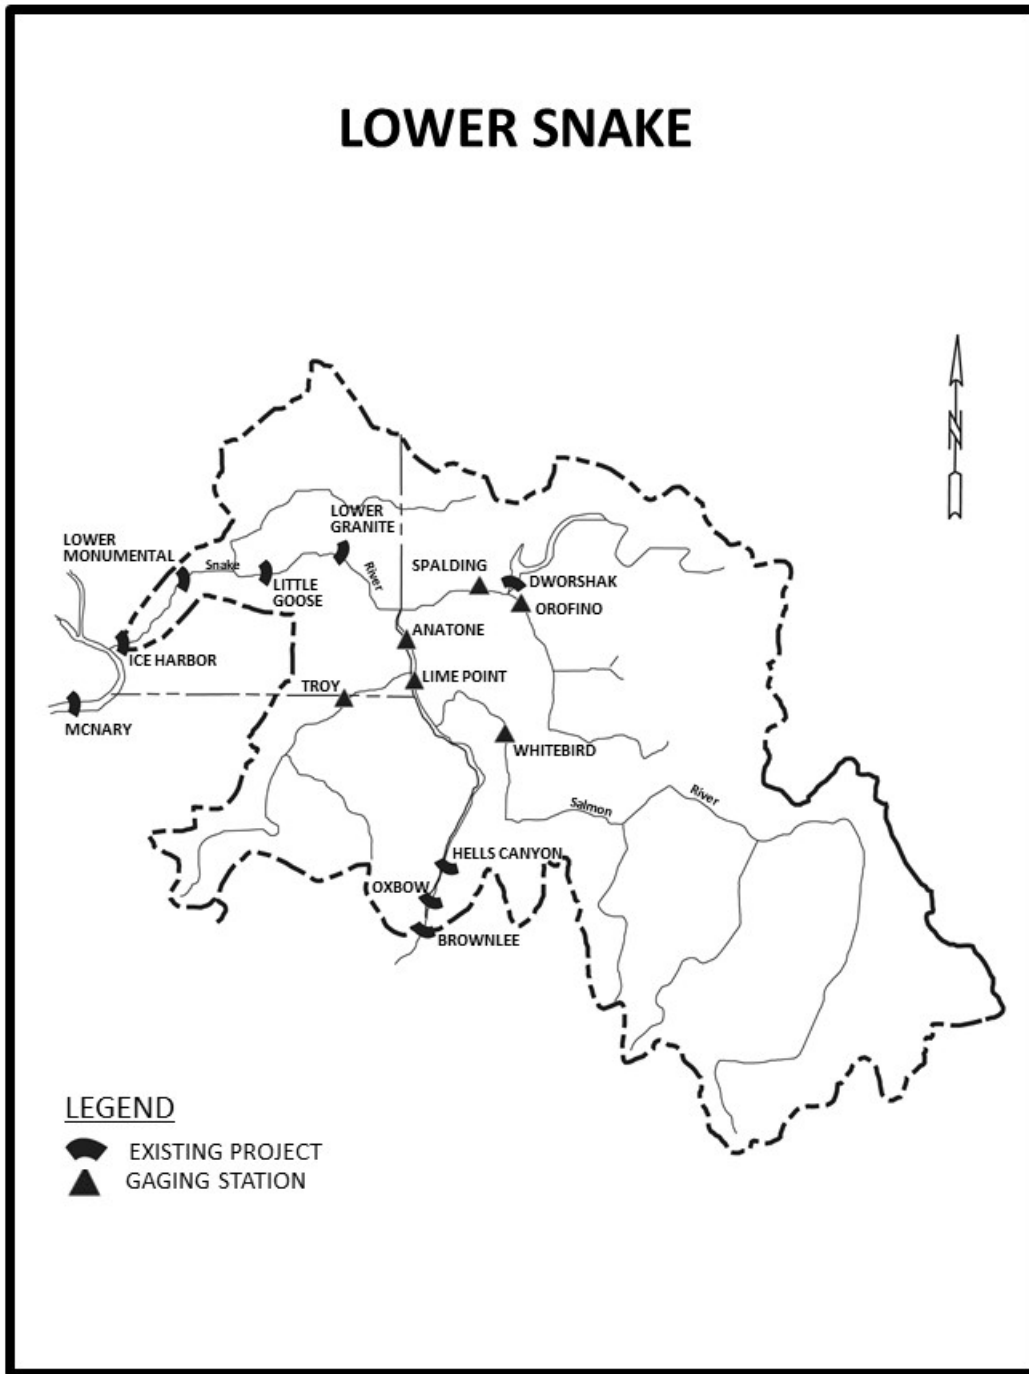 LOWER SNAKE
LOWER
GRANITE
LOWER
MONUMENTAL
Snake
River
LITTLE
GOOSE
SPALDING
DWORSHAK
OROFINO
ANATONE
ICE HARBOR
LIME POINT
TROY
MCNARY
WHITEBIRD
Salmon
River
HELLS CANYON
OXBOW
BROWNLEE
N
LEGEND
EXISTING PROJECT
GAGING STATION